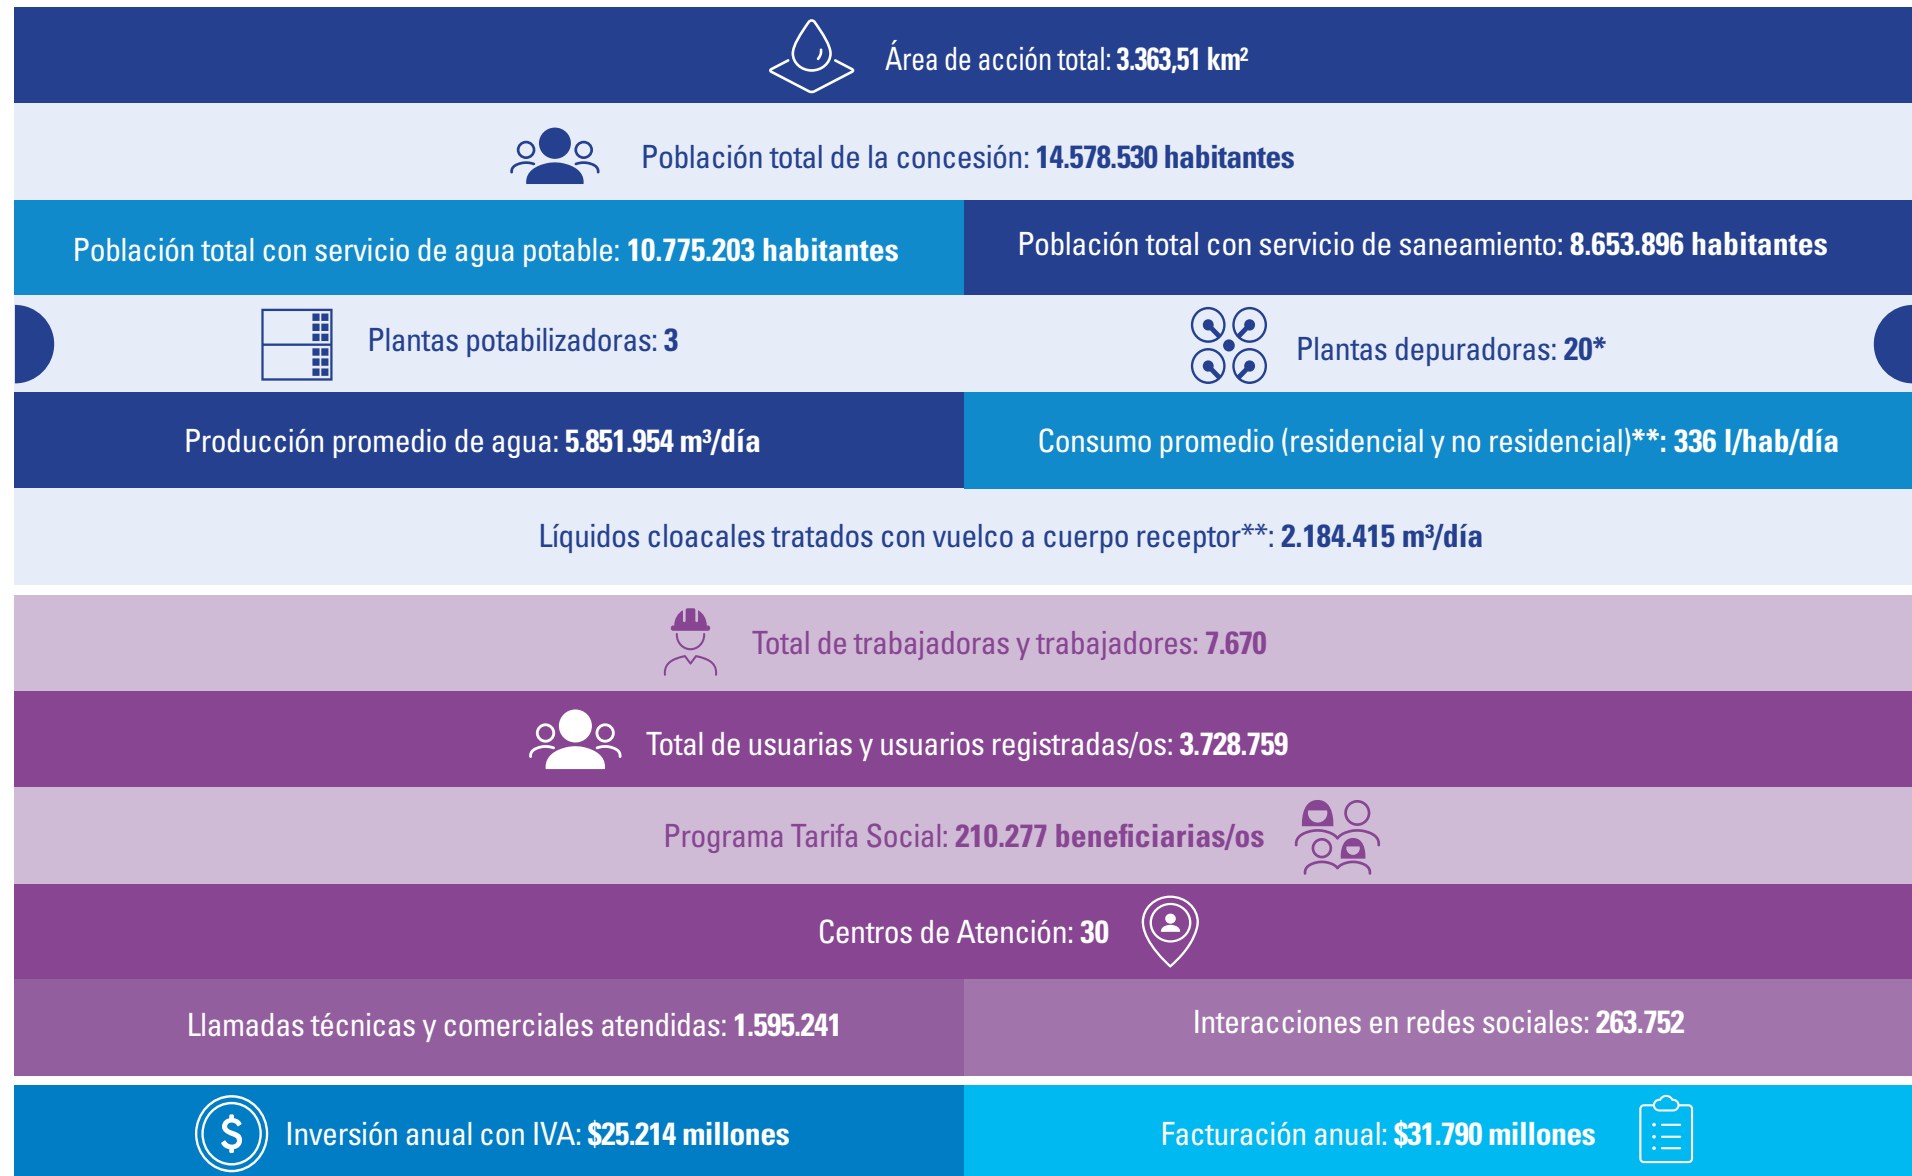 Área de acción total: 3.363,51 km²
Población total de la concesión: 14.578.530 habitantes
Población total con servicio de agua potable: 10.775.203 habitantes
Población total con servicio de saneamiento: 8.653.896 habitantes
Plantas potabilizadoras: 3
Plantas depuradoras: 20*
Producción promedio de agua: 5.851.954 m³/día
Consumo promedio (residencial y no residencial)**: 336 l/hab/día
Líquidos cloacales tratados con vuelco a cuerpo receptor**: 2.184.415 m³/día
Total de trabajadoras y trabajadores: 7.670
Total de usuarias y usuarios registradas/os: 3.728.759
Programa Tarifa Social: 210.277 beneficiarias/os
Centros de Atención: 30
Llamadas técnicas y comerciales atendidas: 1.595.241
Interacciones en redes sociales: 263.752
$ Inversión anual con IVA: $25.214 millones
Facturación anual: $31.790 millones